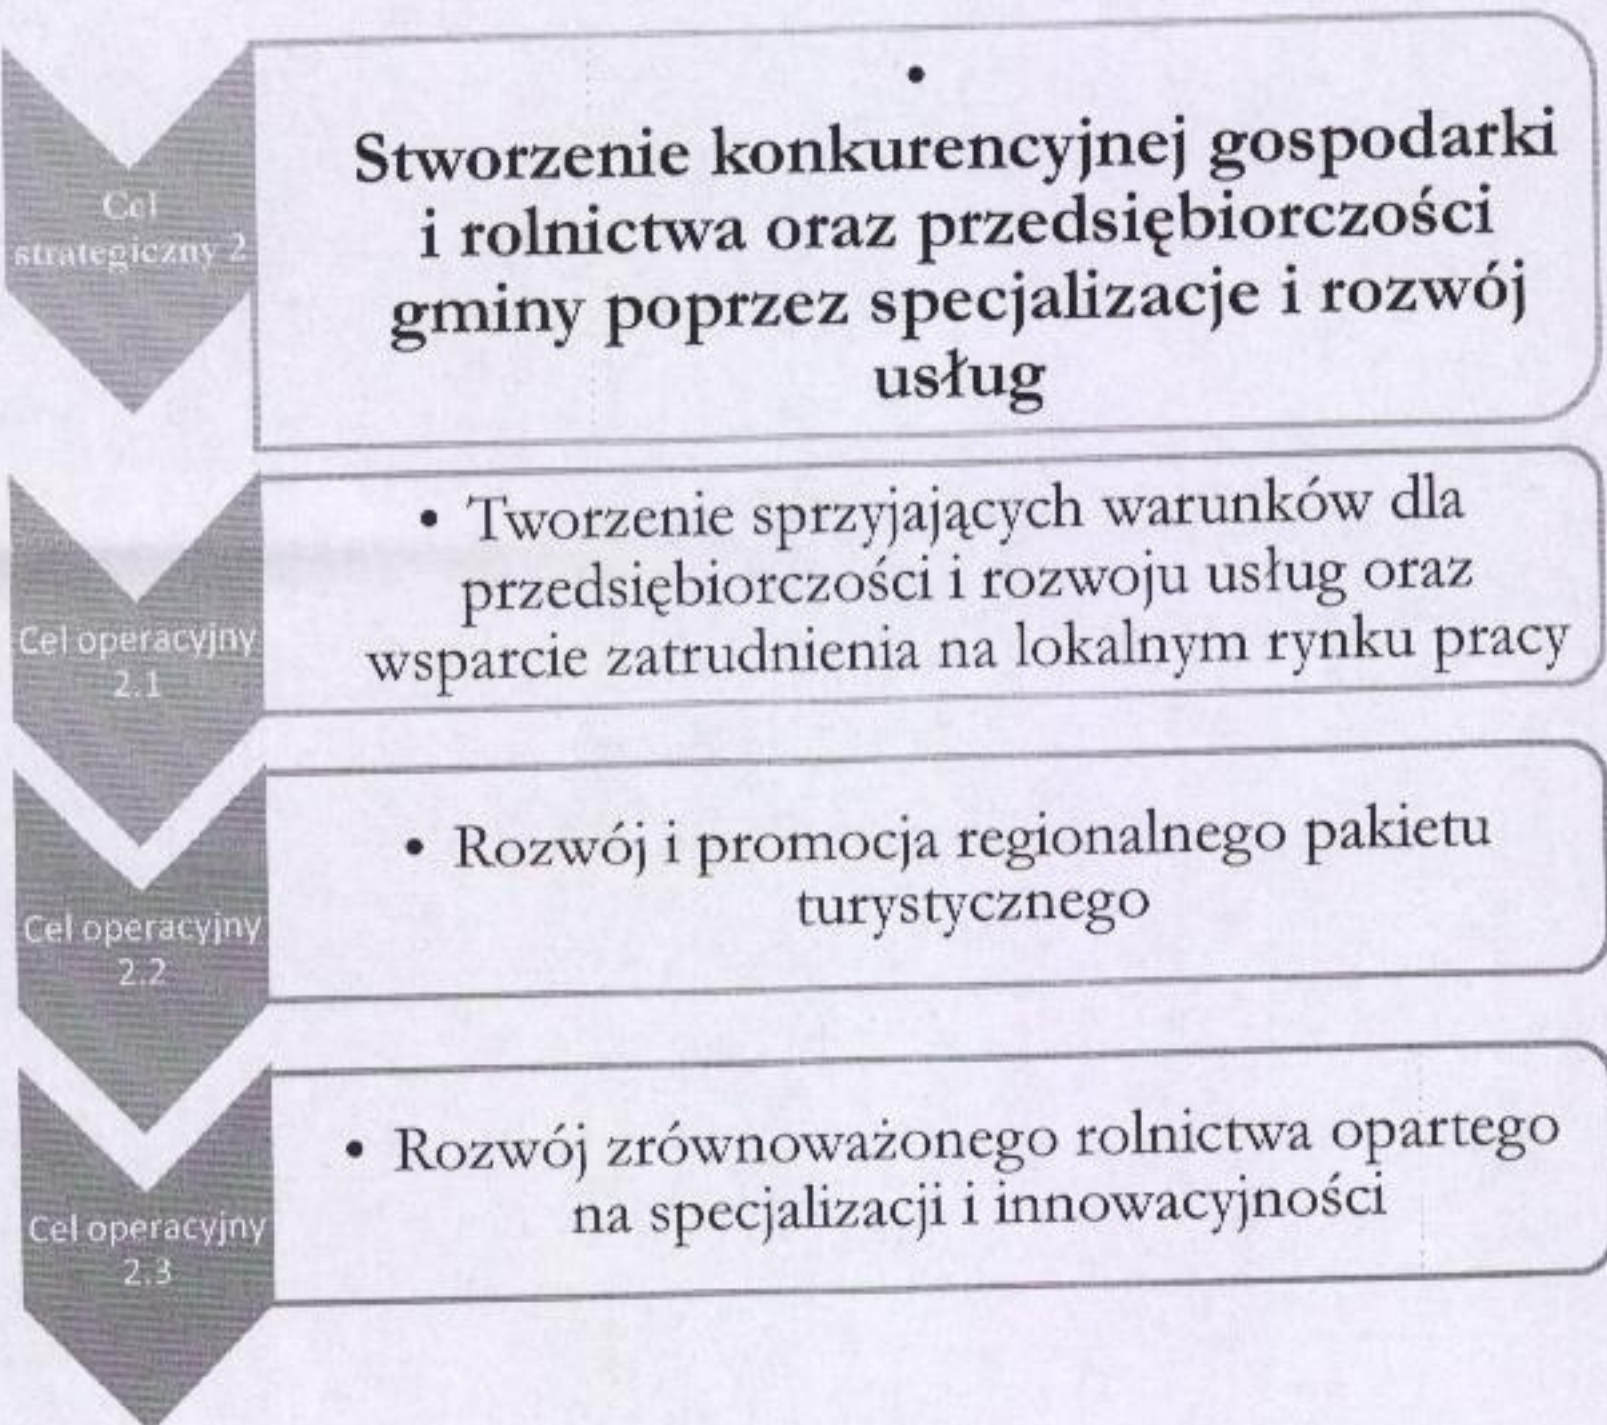 Cel
strategiczny 2
•
Stworzenie konkurencyjnej gospodarki
i rolnictwa oraz przedsiębiorczości
gminy poprzez specjalizacje i rozwój
usług
Cel operacyjny
2.1
• Tworzenie sprzyjających warunków dla
przedsiębiorczości i rozwoju usług oraz
wsparcie zatrudnienia na lokalnym rynku pracy
Cel operacyjny
2.2
• Rozwój i promocja regionalnego pakietu
turystycznego
Cel operacyjny
2.3
• Rozwój zrównoważonego rolnictwa opartego
na specjalizacji i innowacyjności